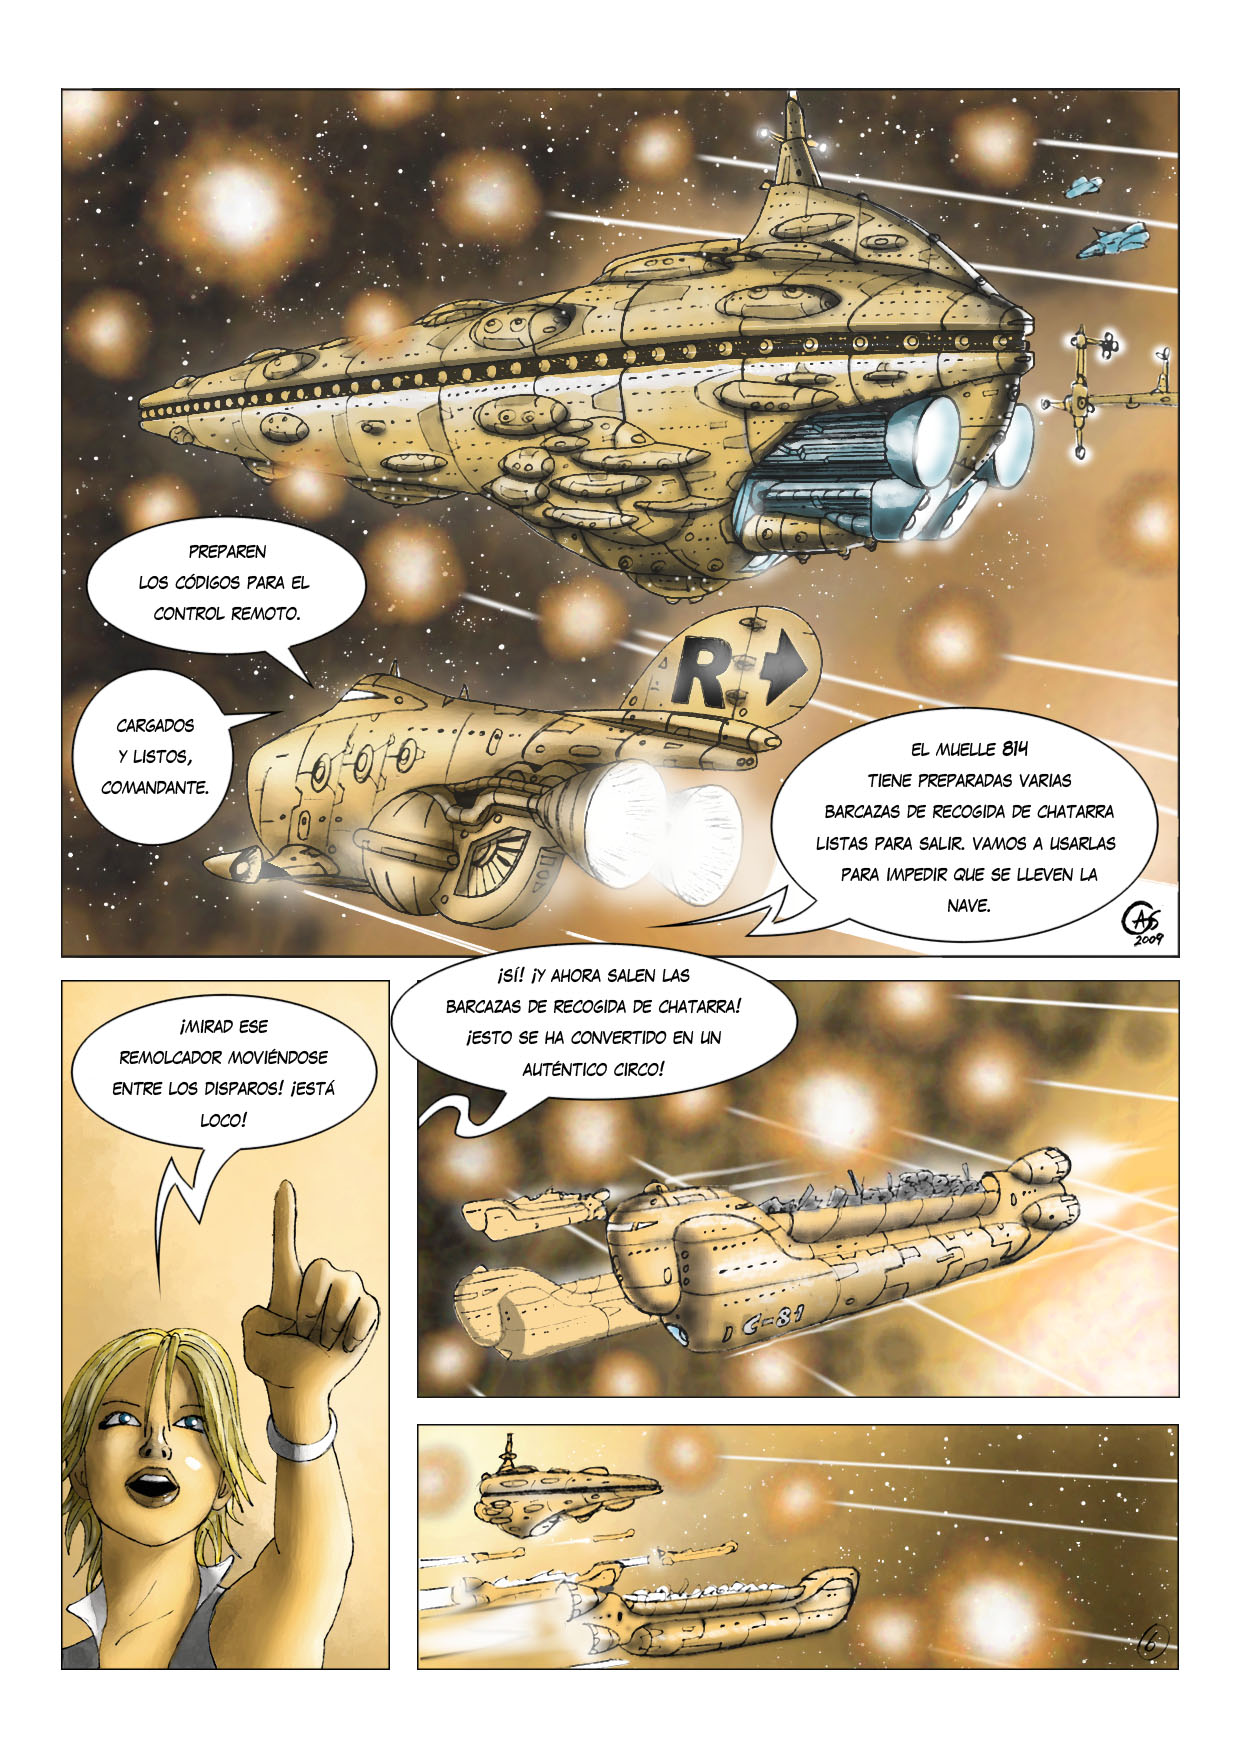 PREPAREN
LOS CÓDIGOS PARA EL
CONTROL REMOTO.
CARGADOS
Y LISTOS,
COMANDANTE.
R
EL MUELLE 814
TIENE PREPARADAS VARIAS
BARCAZAS DE RECOGIDA DE CHATARRA
LISTAS PARA SALIR. VAMOS A USARLAS
PARA IMPEDIR QUE SE LLEVEN LA
NAVE.
2009
¡MIRAD ESE
REMOLCADOR MOVIÉNDOSE
ENTRE LOS DISPAROS! ¡ESTÁ
LOCO!
¡SÍ! ¡Y AHORA SALEN LAS
BARCAZAS DE RECOGIDA DE CHATARRA!
¡ESTO SE HA CONVERTIDO EN UN
AUTÉNTICO CIRCO!
C-81
6